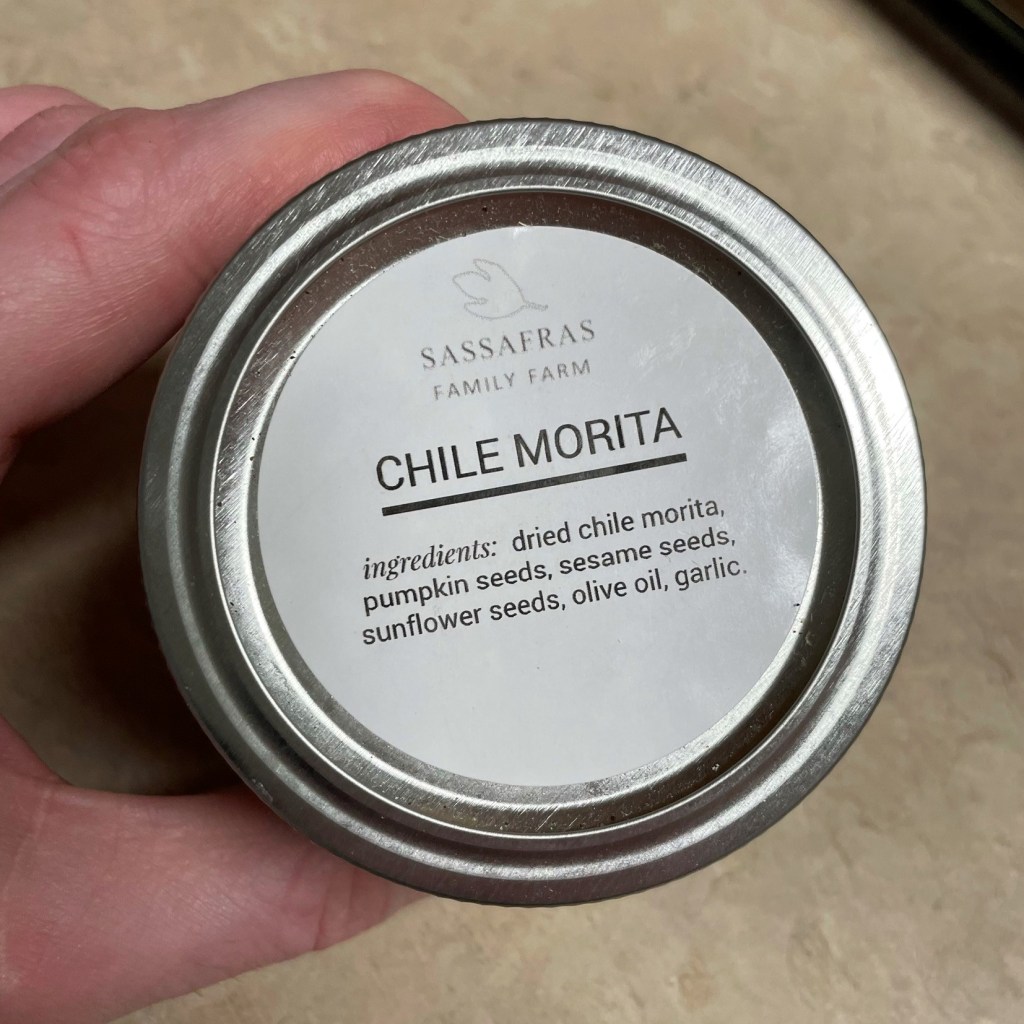 SASSAFRAS
FAMILY FARM
CHILE MORITA
ingredients: dried chile morita,
pumpkin seeds, sesame seeds,
sunflower seeds, olive oil, garlic.